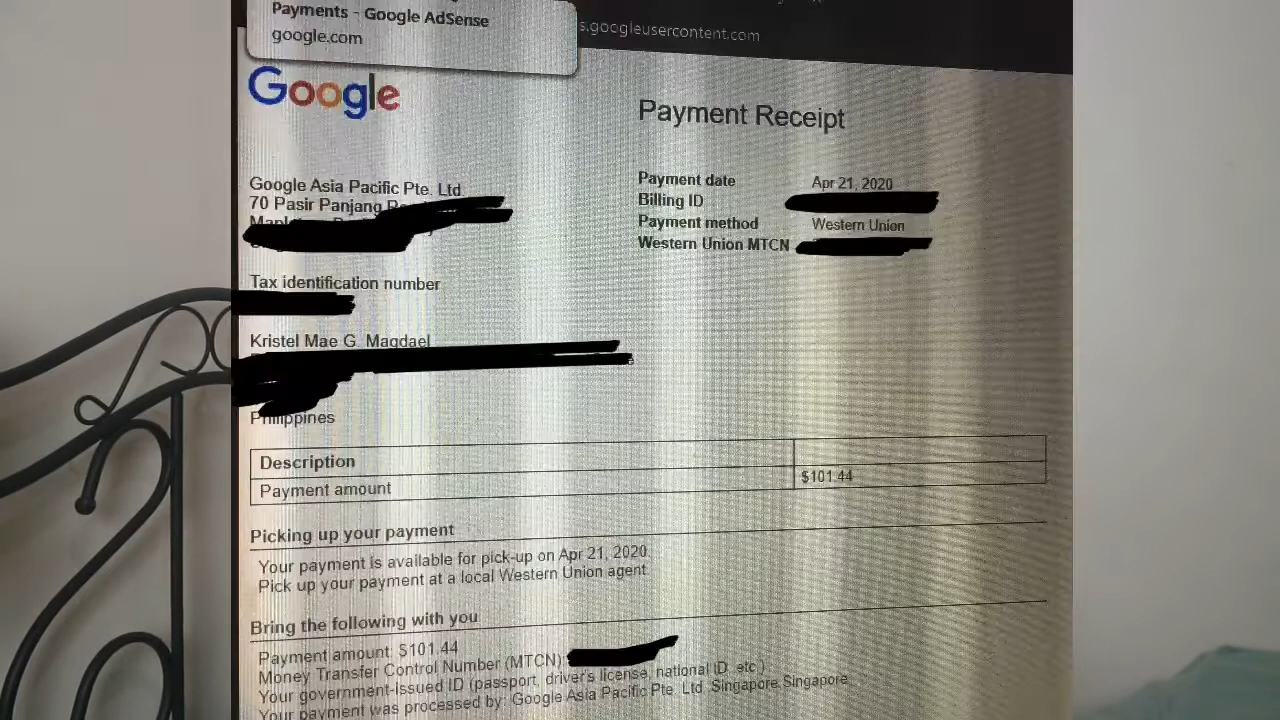 Payments - Google AdSense
google.com
s.googleusercontent.com
Google
Payment Receipt
Google Asia Pacific Pte. Ltd.
70 Pasir Panjang
Payment date Apr 21, 2020
Billing ID
Payment method Western Union
Western Union MTCN
Tax identification number
Kristel Mae G. Magdael
Philippines
Description
Payment amount $101.44
Picking up your payment
Your payment is available for pick-up on Apr 21, 2020.
Pick up your payment at a local Western Union agent.
Bring the following with you
Payment amount: $101.44
Money Transfer Control Number (MTCN):
Your government-issued ID (passport, driver's license, national ID, etc.)
Your payment was processed by: Google Asia Pacific Pte. Ltd. Singapore, Singapore